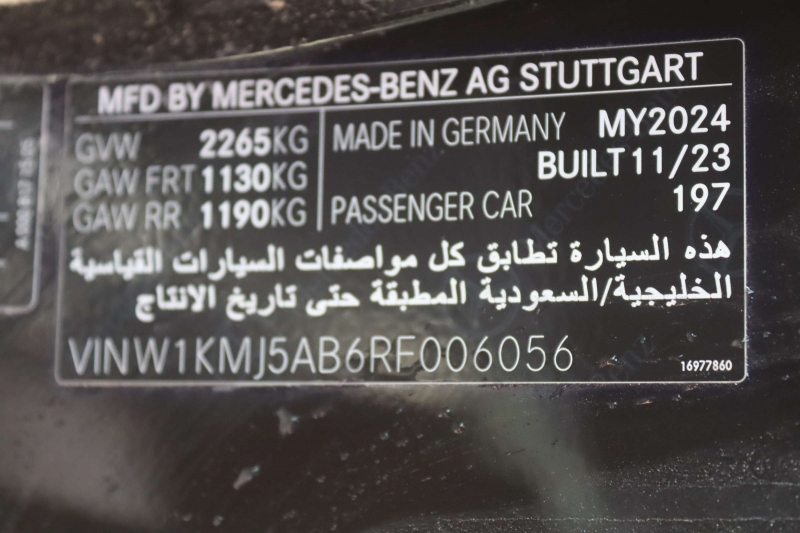 MFD BY MERCEDES-BENZ AG STUTTGART
GVW 2265KG
GAW FRT 1130KG
GAW RR 1190KG
MADE IN GERMANY MY2024
BUILT 11/23
PASSENGER CAR 197
هذه السيارة تطابق كل مواصفات السيارات القياسية
الخليجية/السعودية المطبقة حتى تاريخ الانتاج
VINW1KMJ5AB6RF006056
16977860